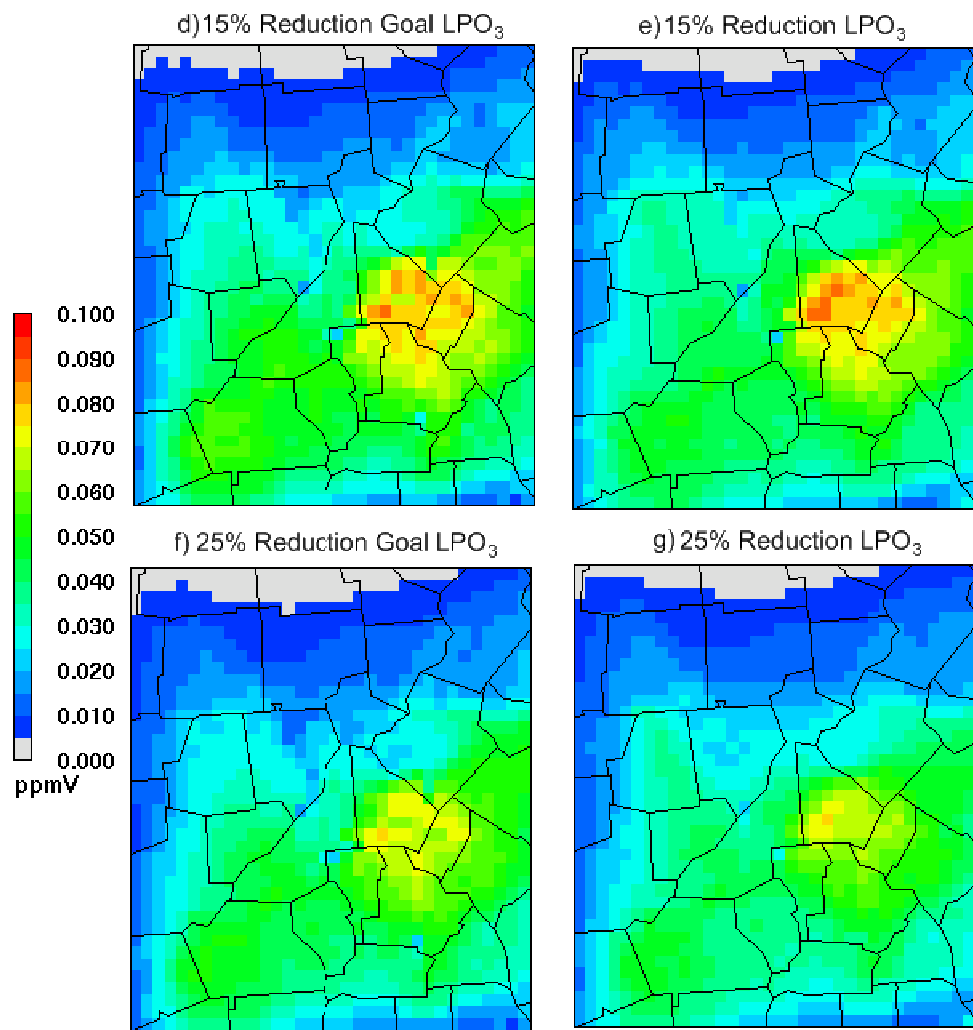 d) 15% Reduction Goal LPO₃
e) 15% Reduction LPO₃
0.100
0.090
0.080
0.070
0.060
0.050
0.040
0.030
0.020
0.010
0.000
ppmV
f) 25% Reduction Goal LPO₃
g) 25% Reduction LPO₃